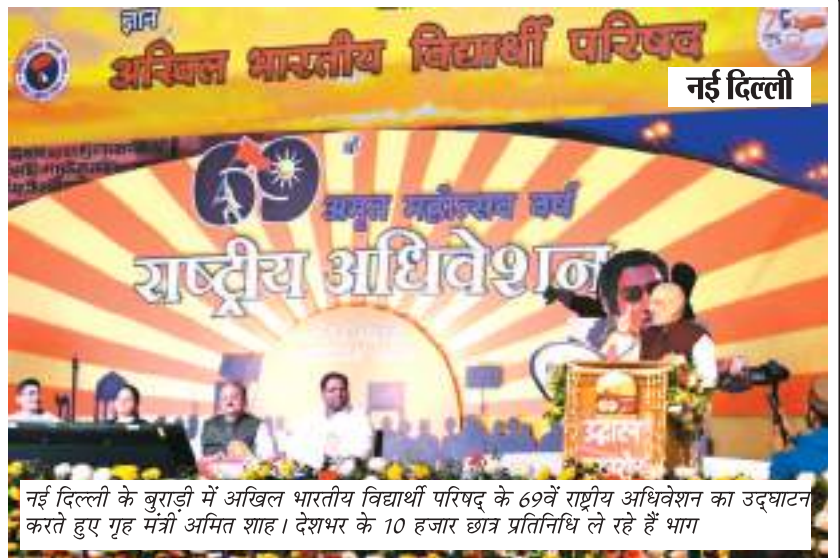 ज्ञान
अखिल भारतीय विद्यार्थी परिषद
नई दिल्ली
69 वाँ
अमृत महोत्सव वर्ष
राष्ट्रीय अधिवेशन
नई दिल्ली के बुराड़ी में अखिल भारतीय विद्यार्थी परिषद् के 69वें राष्ट्रीय अधिवेशन का उद्घाटन
करते हुए गृह मंत्री अमित शाह। देशभर के 10 हजार छात्र प्रतिनिधि ले रहे हैं भाग